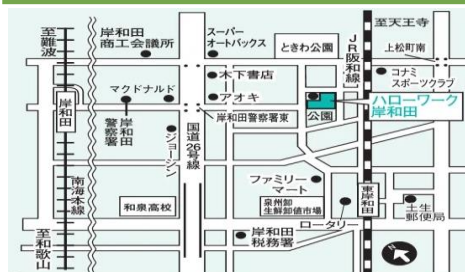 至難波
岸和田
商工会議所
スーパー
オートバックス
ときわ公園
JR阪和線
至天王寺
上松町南
木下書店
コナミ
スポーツクラブ
マクドナルド
アオキ
ハローワーク
岸和田
公園
岸和田
岸和田
警察署
ジョーシン
国道26号線
岸和田警察署東
南海本線
ファミリー
マート
東岸和田
和泉高校
泉州卸
生鮮卸値市場
ロータリー
土生
郵便局
至和歌山
岸和田
税務署